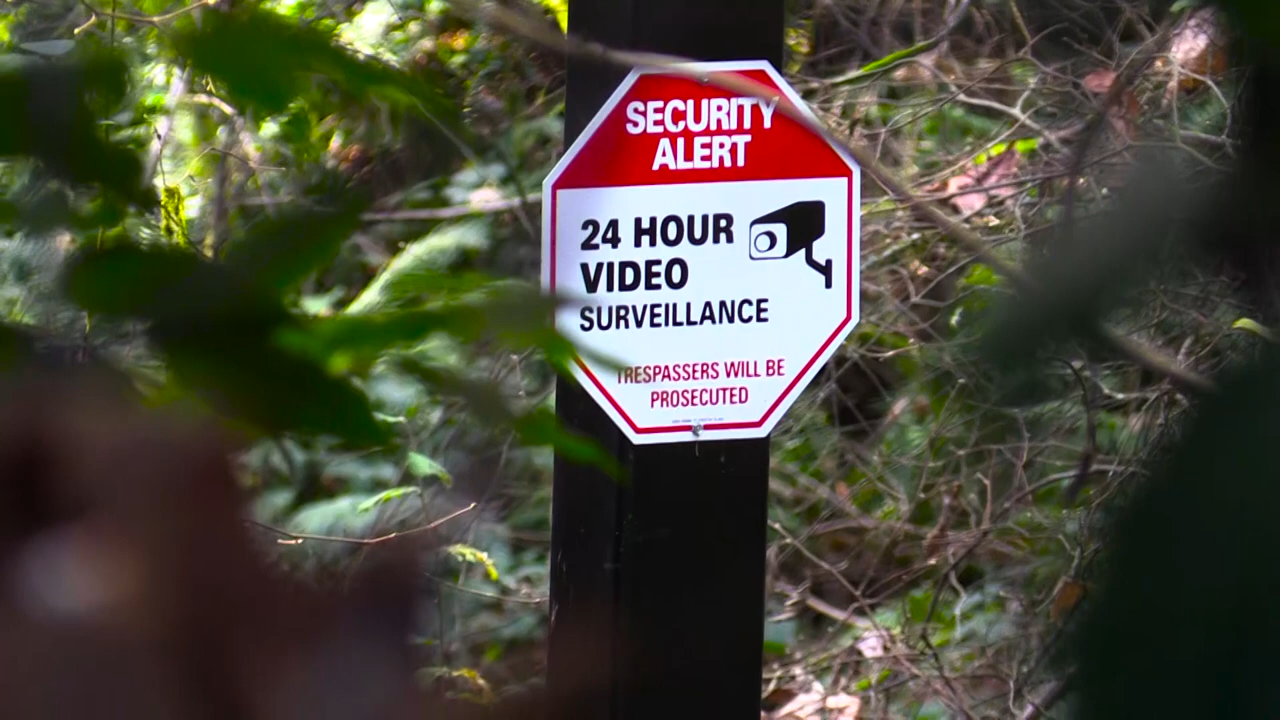 SECURITY
ALERT
24 HOUR
VIDEO
SURVEILLANCE
TRESPASSERS WILL BE
PROSECUTED